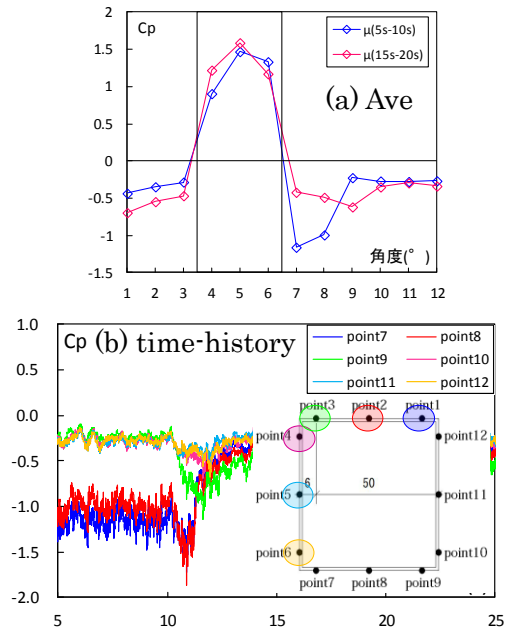 Cp
μ(5s-10s)
μ(15s-20s)
(a) Ave
2
1.5
1
0.5
0
-0.5
-1
-1.5
角度(°)
1 2 3 4 5 6 7 8 9 10 11 12
Cp (b) time-history
point7 point8
point9 point10
point11 point12
1.0
0.5
0.0
-0.5
-1.0
-1.5
-2.0
point3 point2 point1
point4 point12
6 50
point5 point11
point6 point10
point7 point8 point9
5 10 15 20 25